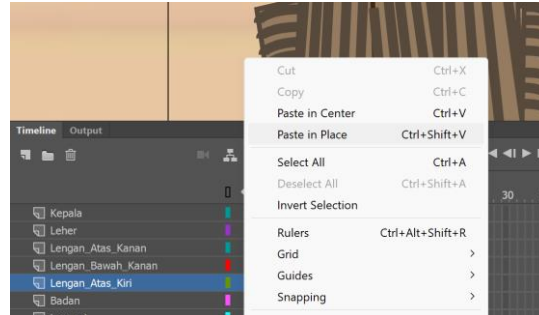 Cut Ctrl+X
Copy Ctrl+C
Paste in Center Ctrl+V
Paste in Place Ctrl+Shift+V
Select All Ctrl+A
Deselect All Ctrl+Shift+A
Invert Selection
Rulers Ctrl+Alt+Shift+R
Grid
Guides
Snapping
Timeline Output
30
Kepala
Leher
Lengan_Atas_Kanan
Lengan_Bawah_Kanan
Lengan_Atas_Kiri
Badan